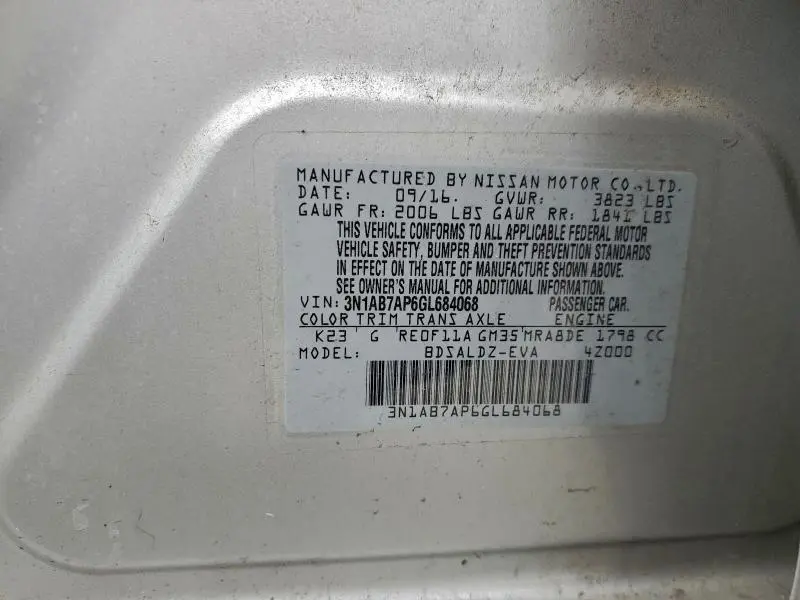 MANUFACTURED BY NISSAN MOTOR CO.,LTD.
DATE: 09/16. GVWR: 3823 LBS
GAWR FR: 2006 LBS GAWR RR: 1841 LBS
THIS VEHICLE CONFORMS TO ALL APPLICABLE FEDERAL MOTOR
VEHICLE SAFETY, BUMPER AND THEFT PREVENTION STANDARDS
IN EFFECT ON THE DATE OF MANUFACTURE SHOWN ABOVE.
SEE OWNER'S MANUAL FOR ADDITIONAL INFORMATION.
VIN: 3N1AB7AP6GL684068 PASSENGER CAR.
COLOR TRIM TRANS AXLE ENGINE
K23 G RE0F11A GM35 MRA8DE 1798 CC
MODEL: BDSALDZ-EVA 4Z000
3N1AB7AP6GL684068